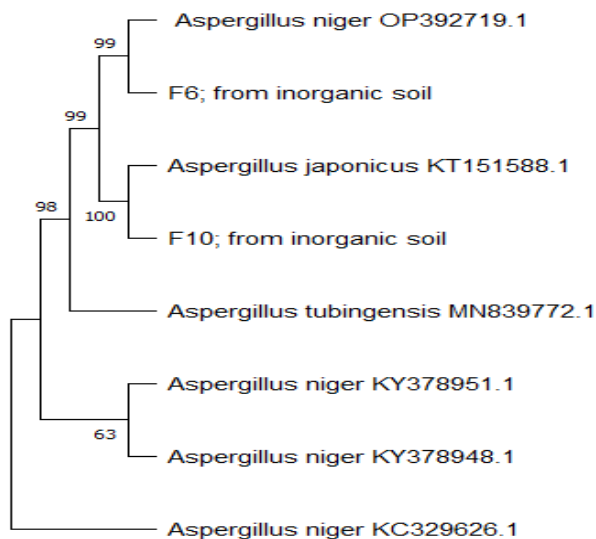 Aspergillus niger OP392719.1
99
F6; from inorganic soil
99
Aspergillus japonicus KT151588.1
98
100
F10; from inorganic soil
Aspergillus tubingensis MN839772.1
Aspergillus niger KY378951.1
63
Aspergillus niger KY378948.1
Aspergillus niger KC329626.1